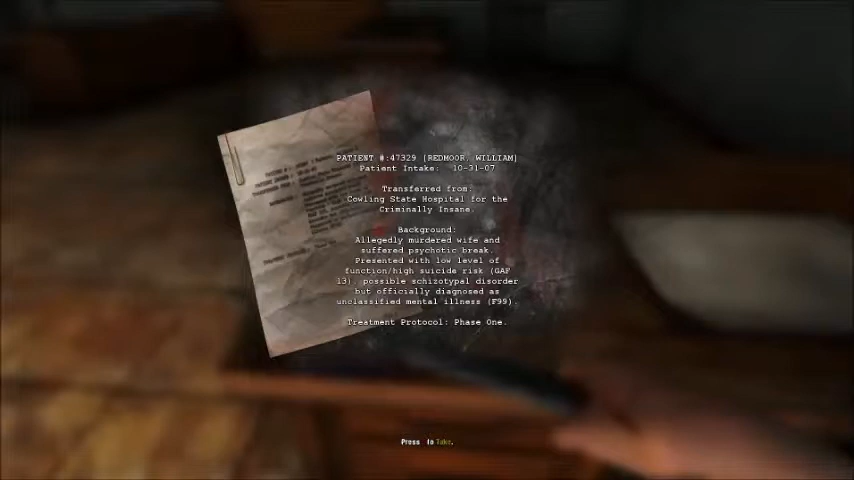 PATIENT #:47329 [REDMOOR, WILLIAM]
Patient Intake: 10-31-07
Transferred from:
Cowling State Hospital for the
Criminally Insane.
Background:
Allegedly murdered wife and
suffered psychotic break.
Presented with low level of
function/high suicide risk (GAF
13). possible schizotypal disorder
but officially diagnosed as
unclassified mental illness (F99).
Treatment Protocol: Phase One.
Press to Take.